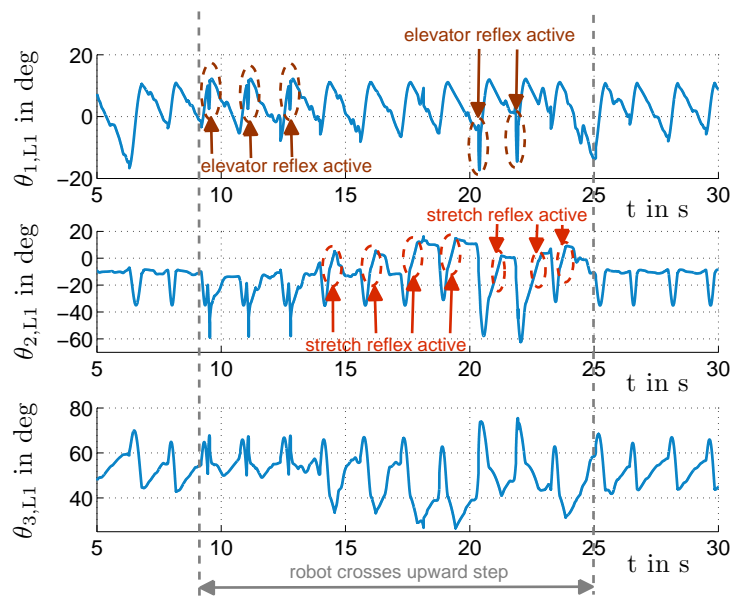 elevator reflex active
20
0
−20
θ1,L1 in deg
elevator reflex active
5 10 15 20 25 30
t in s
stretch reflex active
20
0
−20
−40
−60
θ2,L1 in deg
stretch reflex active
5 10 15 20 25 30
t in s
80
60
40
θ3,L1 in deg
5 10 15 20 25 30
t in s
robot crosses upward step